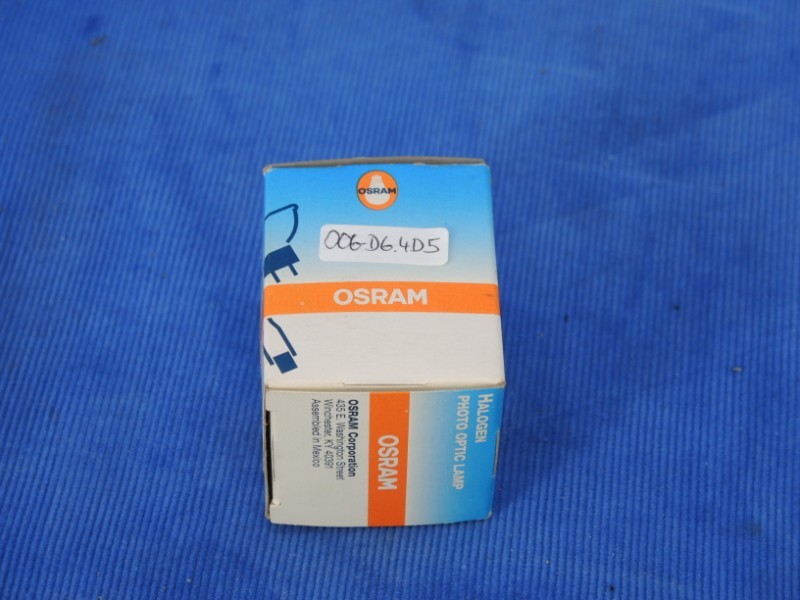 OSRAM
006-D6.4D5
OSRAM
HALOGEN
PHOTO OPTIC LAMP
OSRAM
OSRAM Corporation
435 E. Washington Street
Winchester, KY 40391
Assembled in Mexico